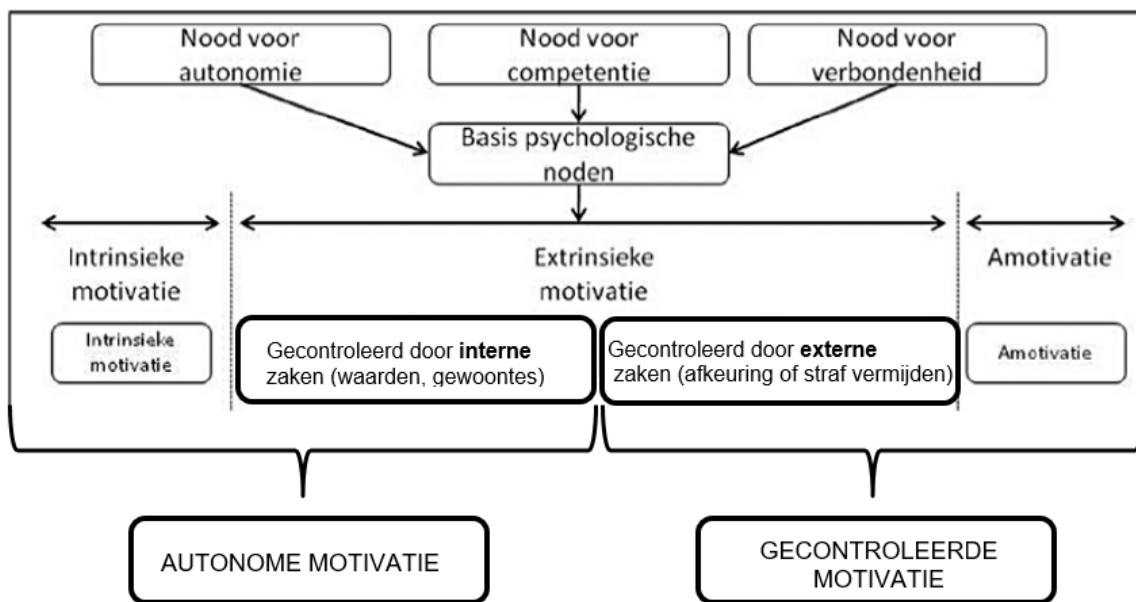 Nood voor
autonomie
Nood voor
competentie
Nood voor
verbondenheid
Basis psychologische
noden
Intrinsieke
motivatie
Extrinsieke
motivatie
Amotivatie
Intrinsieke
motivatie
Gecontroleerd door interne
zaken (waarden, gewoontes)
Gecontroleerd door externe
zaken (afkeuring of straf vermijden)
Amotivatie
AUTONOME MOTIVATIE
GECONTROLEERDE
MOTIVATIE